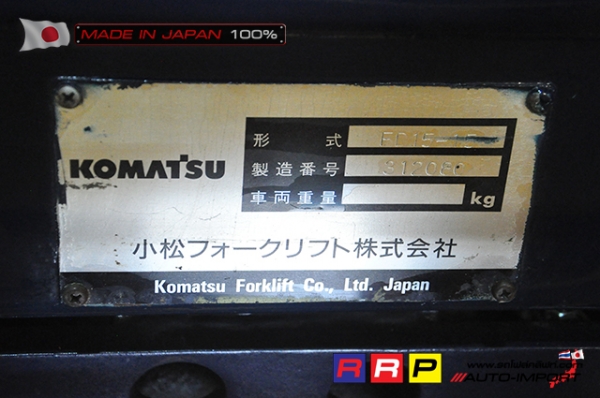 MADE IN JAPAN 100%
KOMATSU
形 式
製造番号
車両重量 kg
小松フォークリフト株式会社
Komatsu Forklift Co., Ltd. Japan
RRP
AUTO-IMPORT